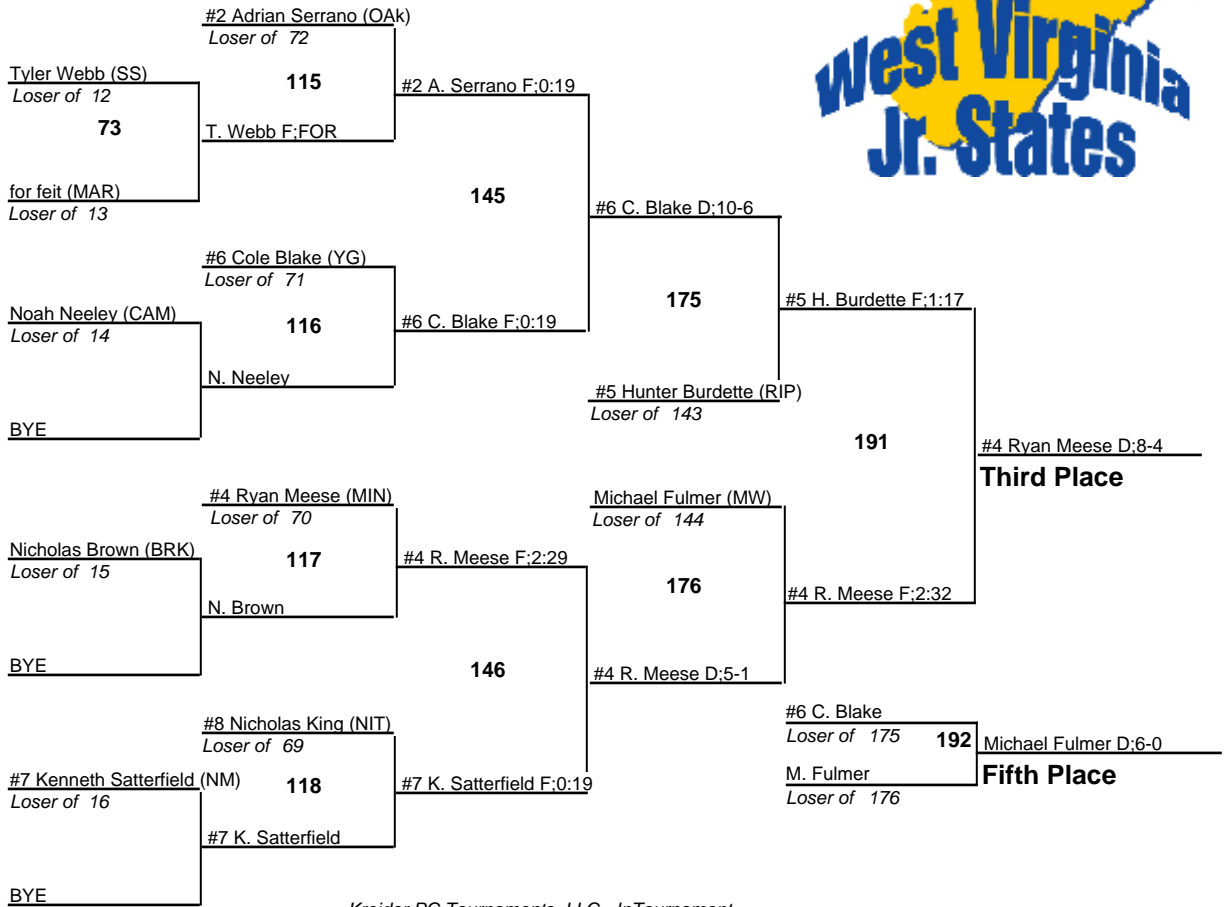 West Virginia
Jr. States
#2 Adrian Serrano (OAk)
Loser of 72
Tyler Webb (SS)
Loser of 12
115
#2 A. Serrano F;0:19
73
T. Webb F;FOR
for feit (MAR)
Loser of 13
145
#6 C. Blake D;10-6
#6 Cole Blake (YG)
Loser of 71
175
#5 H. Burdette F;1:17
Noah Neeley (CAM)
Loser of 14
116
#6 C. Blake F;0:19
N. Neeley
#5 Hunter Burdette (RIP)
Loser of 143
BYE
191
#4 Ryan Meese D;8-4
Third Place
#4 Ryan Meese (MIN)
Loser of 70
Michael Fulmer (MW)
Loser of 144
Nicholas Brown (BRK)
Loser of 15
117
#4 R. Meese F;2:29
176
#4 R. Meese F;2:32
N. Brown
BYE
146
#4 R. Meese D;5-1
#8 Nicholas King (NIT)
Loser of 69
#6 C. Blake
Loser of 175
192
Michael Fulmer D;6-0
Fifth Place
#7 Kenneth Satterfield (NM)
Loser of 16
118
#7 K. Satterfield F;0:19
M. Fulmer
Loser of 176
#7 K. Satterfield
BYE